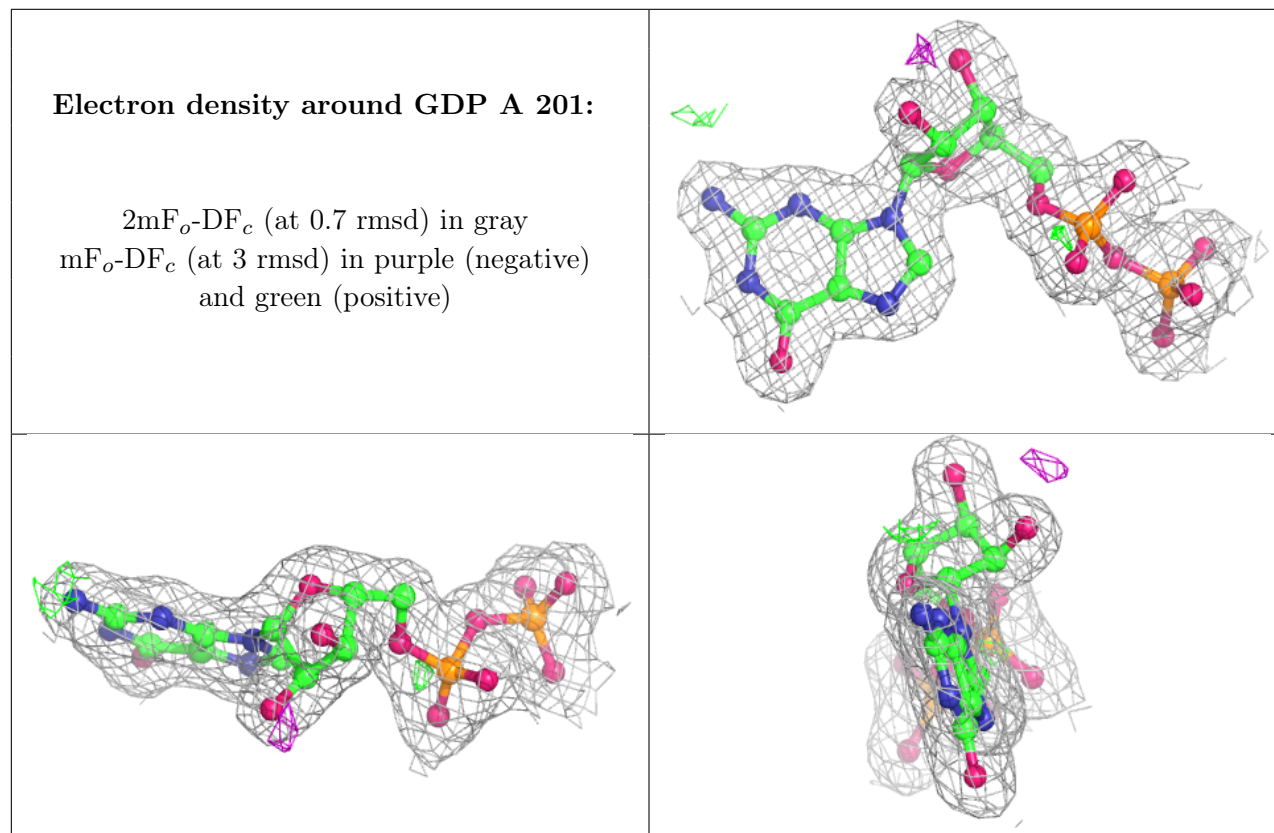 Electron density around GDP A 201:
2mFo-DFc (at 0.7 rmsd) in gray
mFo-DFc (at 3 rmsd) in purple (negative)
and green (positive)